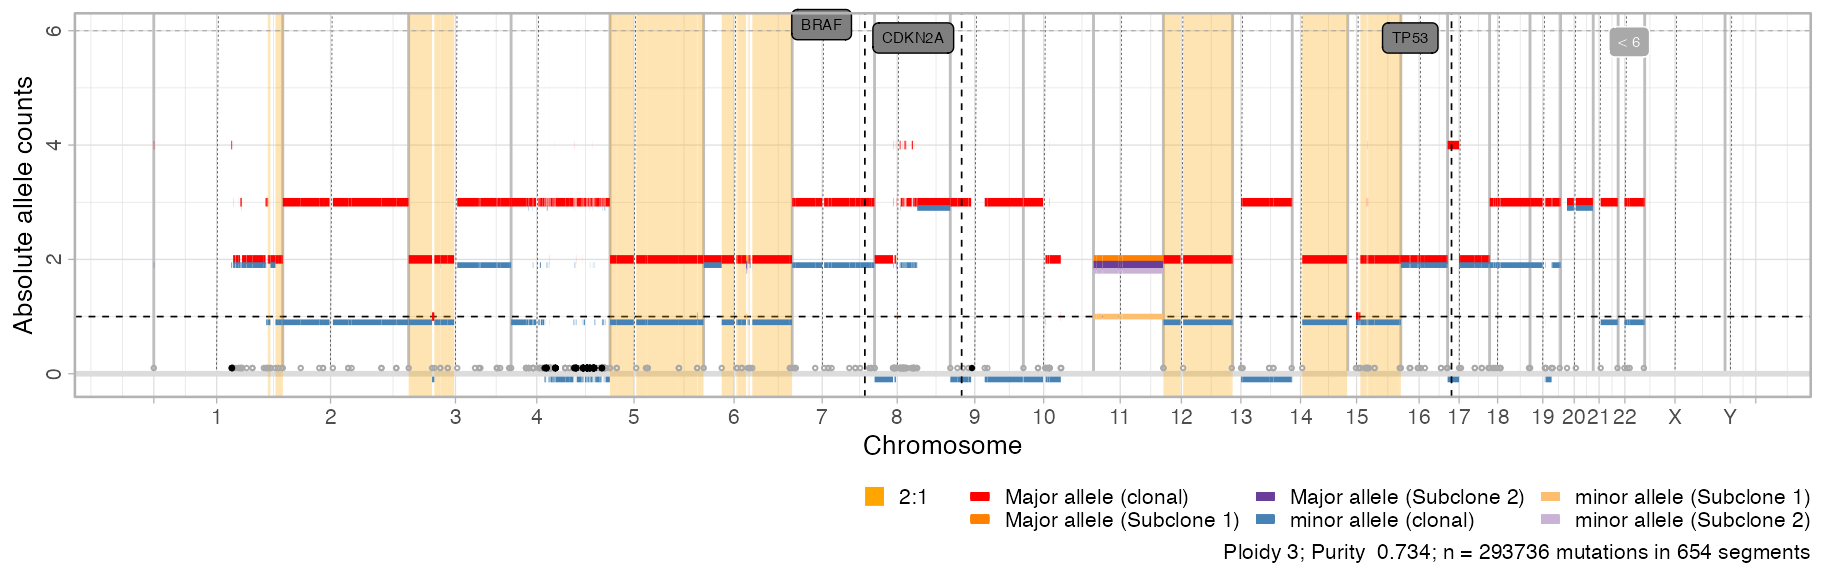 BRAF
CDKN2A
TP53
< 6
Absolute allele counts
6
4
2
0
1 2 3 4 5 6 7 8 9 10 11 12 13 14 15 16 17 18 19 20 21 22 X Y
Chromosome
2:1
Major allele (clonal)
Major allele (Subclone 1)
Major allele (Subclone 2)
minor allele (clonal)
minor allele (Subclone 1)
minor allele (Subclone 2)
Ploidy 3; Purity 0.734; n = 293736 mutations in 654 segments